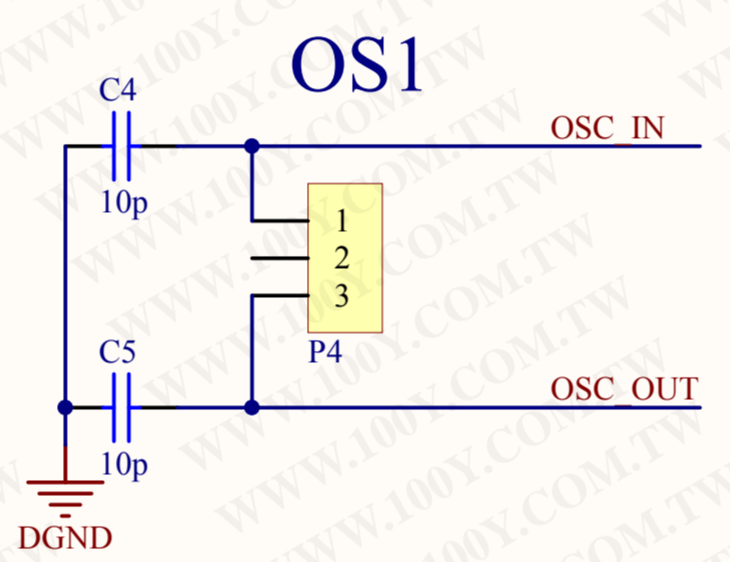 OS1
C4
OSC_IN
10p
1
2
3
C5
P4
OSC_OUT
10p
DGND
WWW.100Y.COM.TW